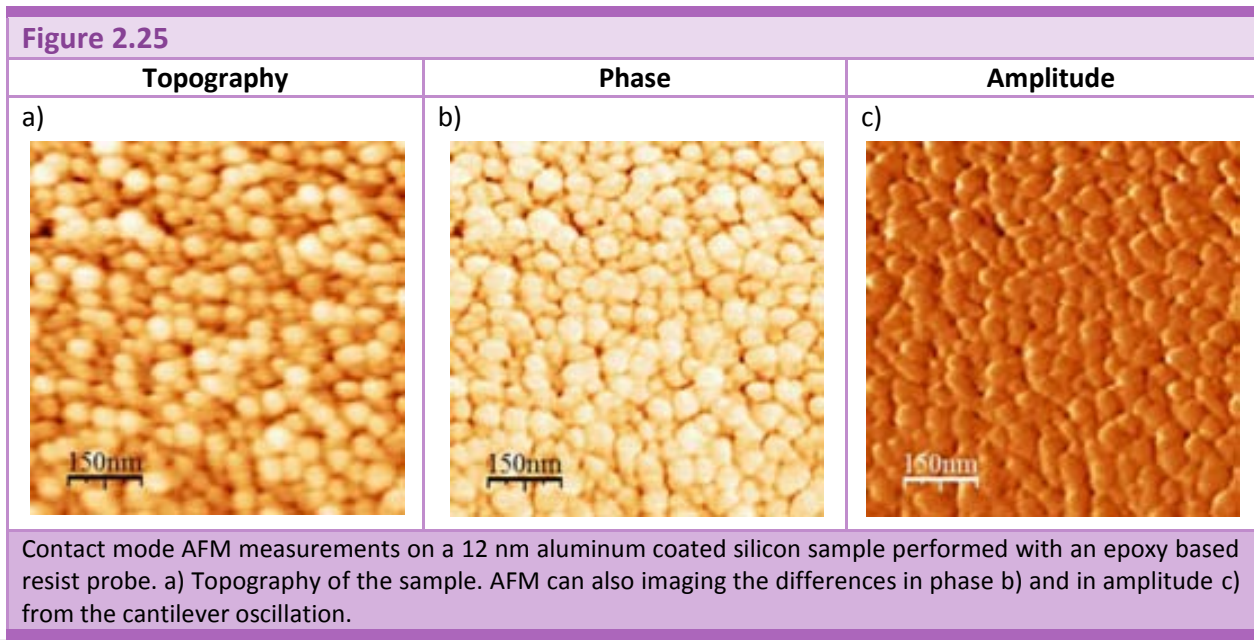 Figure 2.25
Topography Phase Amplitude
a) b) c)
150nm 150nm 150nm
Contact mode AFM measurements on a 12 nm aluminum coated silicon sample performed with an epoxy based
resist probe. a) Topography of the sample. AFM can also imaging the differences in phase b) and in amplitude c)
from the cantilever oscillation.